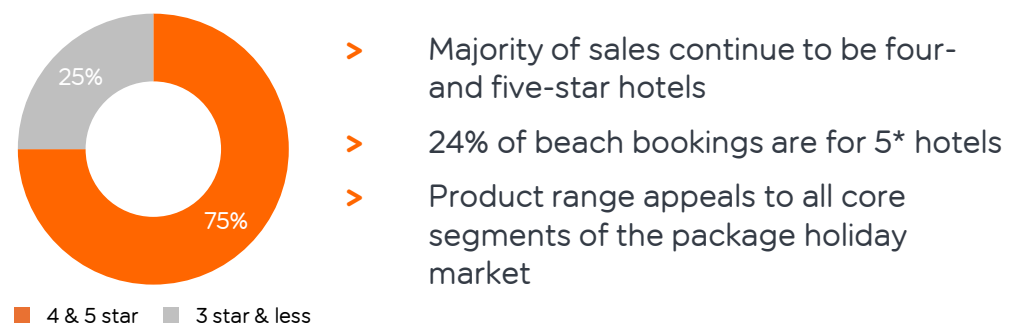 25%
75%
4 & 5 star
3 star & less
> Majority of sales continue to be four-
and five-star hotels
> 24% of beach bookings are for 5* hotels
> Product range appeals to all core
segments of the package holiday
market